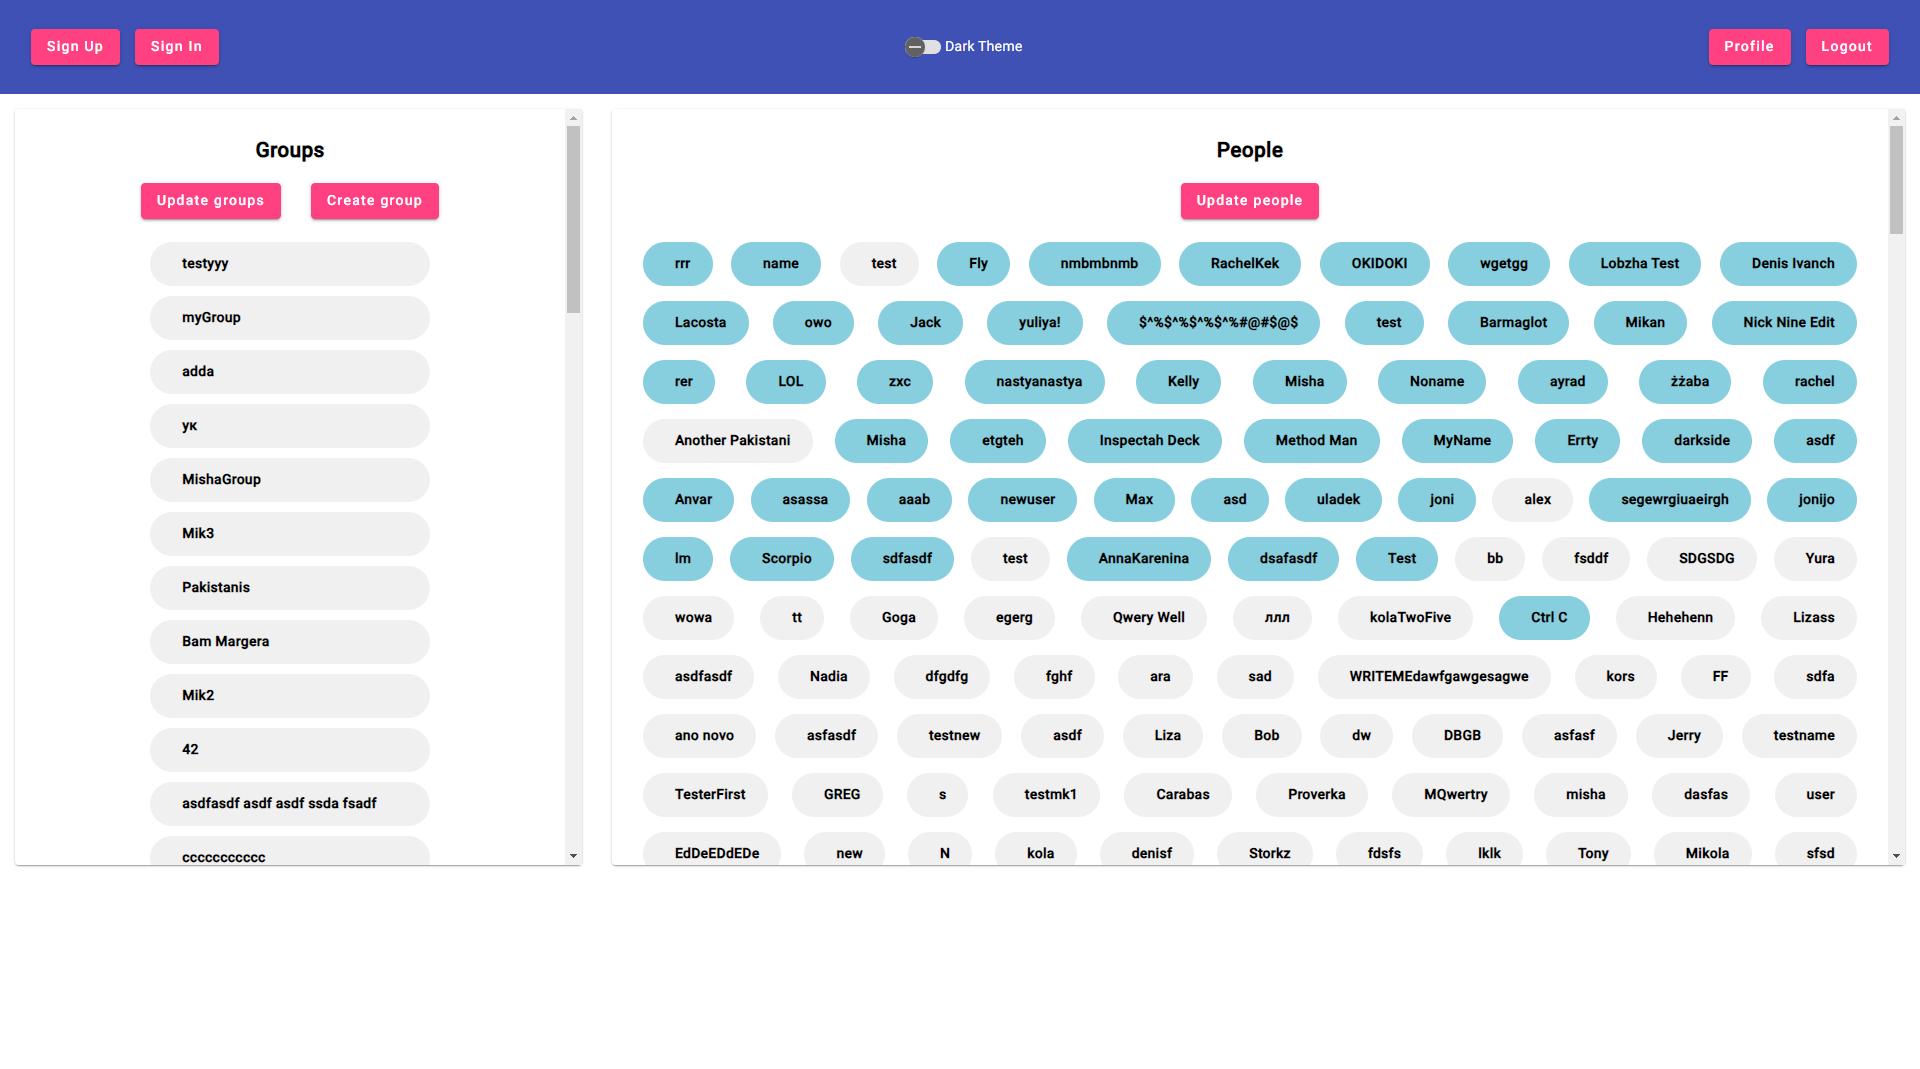 Sign Up Sign In Dark Theme Profile Logout
Groups
Update groups Create group
testyyy
myGroup
adda
ук
MishaGroup
Mik3
Pakistanis
Bam Margera
Mik2
42
asdfasdf asdf asdf ssda fsadf
ccccccccccc
People
Update people
rrr name test Fly nmbmbnmb RachelKek OKIDOKI wgetgg Lobzha Test Denis Ivanch
Lacosta owo Jack yuliya! $^%$^%$^%$^%#@#$@$ test Barmaglot Mikan Nick Nine Edit
rer LOL zxc nastyanastya Kelly Misha Noname ayrad żżaba rachel
Another Pakistani Misha etgteh Inspectah Deck Method Man MyName Errty darkside asdf
Anvar asassa aaab newuser Max asd uladek joni alex segewrgiuaeirgh jonijo
lm Scorpio sdfasdf test AnnaKarenina dsafasdf Test bb fsddf SDGSDG Yura
wowa tt Goga egerg Qwery Well ллл kolaTwoFive Ctrl C Hehehenn Lizass
asdfasdf Nadia dfgdfg fghf ara sad WRITEMEdawfgawgesagwe kors FF sdfa
ano novo asfasdf testnew asdf Liza Bob dw DBGB asfasf Jerry testname
TesterFirst GREG s testmk1 Carabas Proverka MQwertry misha dasfas user
EdDeEDdEDe new N kola denisf Storkz fdsfs lklk Tony Mikola sfsd